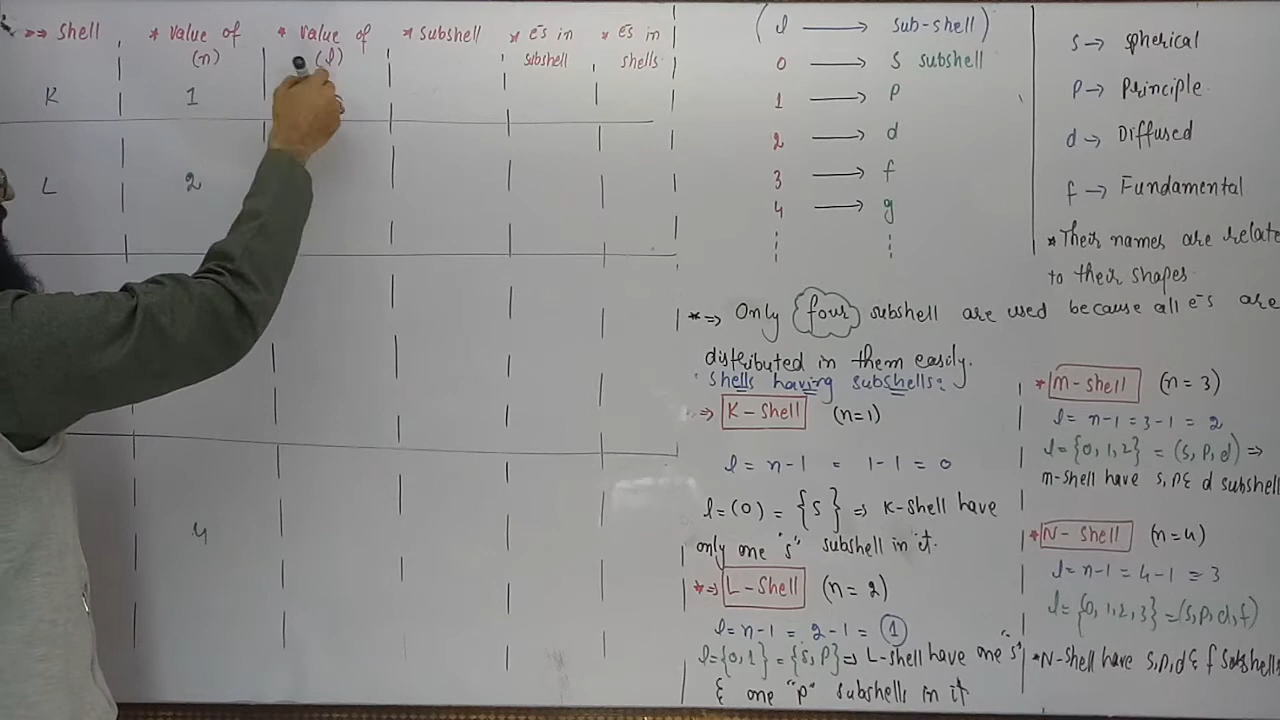 ⇒ Shell * Value of (n) * Value of (l) * Subshell * e⁻s in subshell * e⁻s in shells
K 1
L 2
4
(l → sub-shell)
0 → s subshell
1 → p
2 → d
3 → f
4 → g
s → spherical
p → Principle
d → Diffused
f → Fundamental
* Their names are relate
to their shapes.
*⇒ Only four subshell are used because all e⁻s are
distributed in them easily.
Shells having subshells:
⇒ K-Shell (n=1)
l = n-1 = 1-1 = 0
l=(0) = {s} ⇒ K-shell have
only one "s" subshell in it.
*⇒ L-Shell (n=2)
l=n-1 = 2-1 = 1
l={0,1} = {s,p} ⇒ L-shell have one "s"
& one "p" subshells in it
* m-shell (n=3)
l= n-1 = 3-1 = 2
l={0,1,2} = (s,p,d) ⇒
m-shell have s,p & d subshell
* N-shell (n=4)
l=n-1 = 4-1 = 3
l={0,1,2,3} = (s,p,d,f)
* N-shell have s,p,d & f subshells